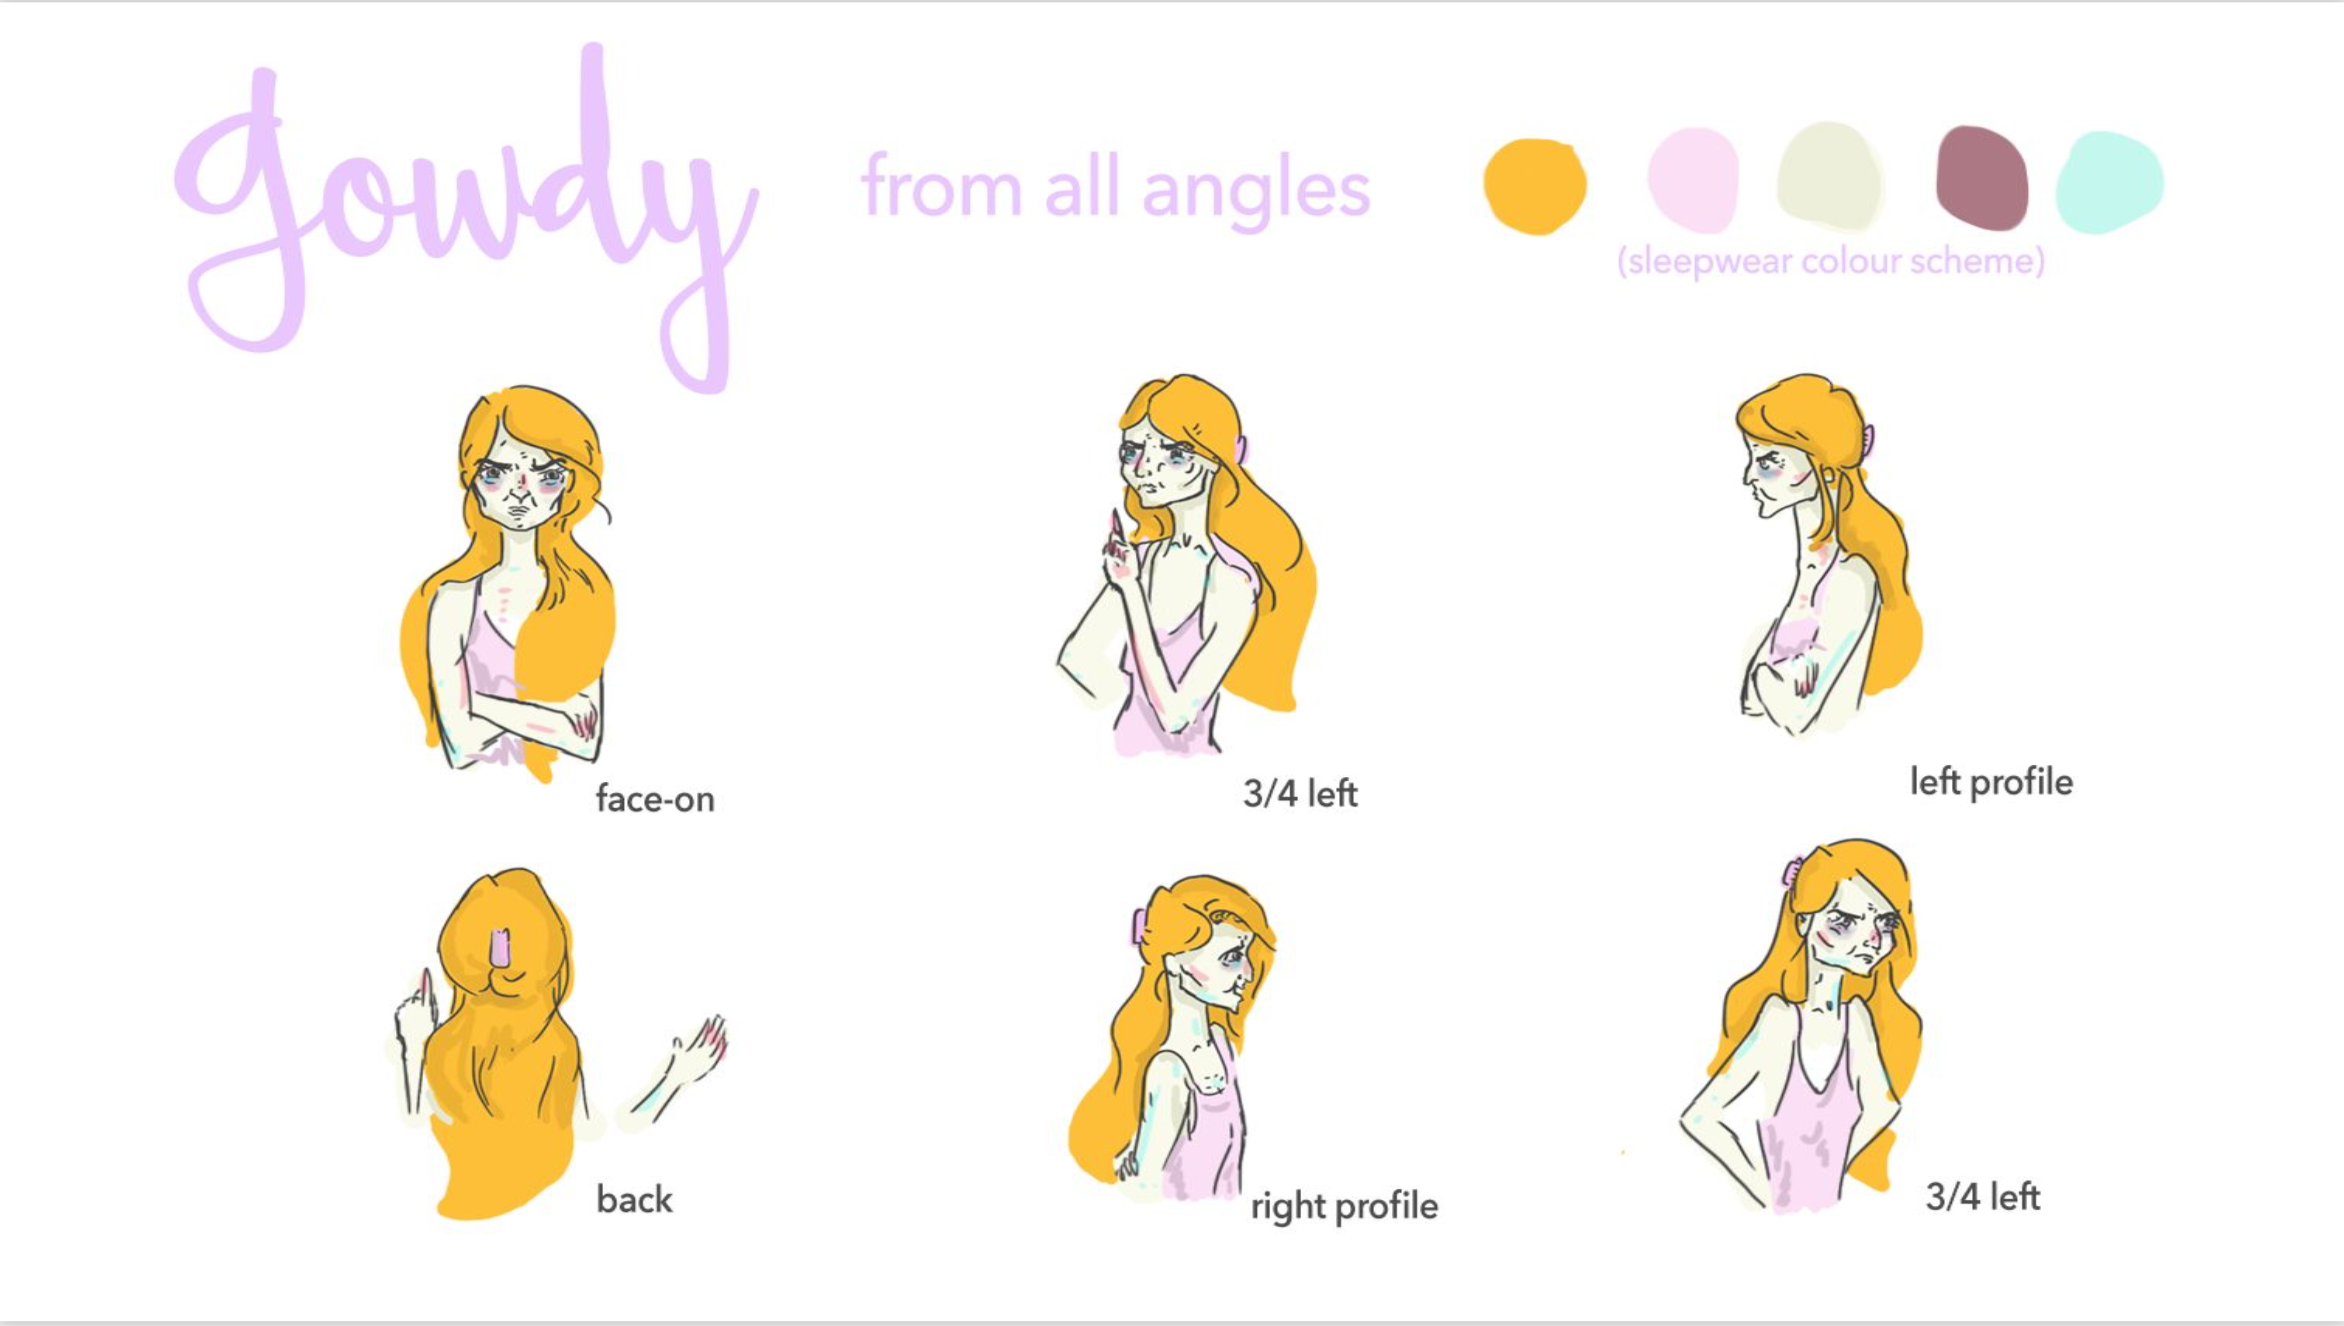 Gowdy
from all angles
(sleepwear colour scheme)
face-on
3/4 left
left profile
back
right profile
3/4 left